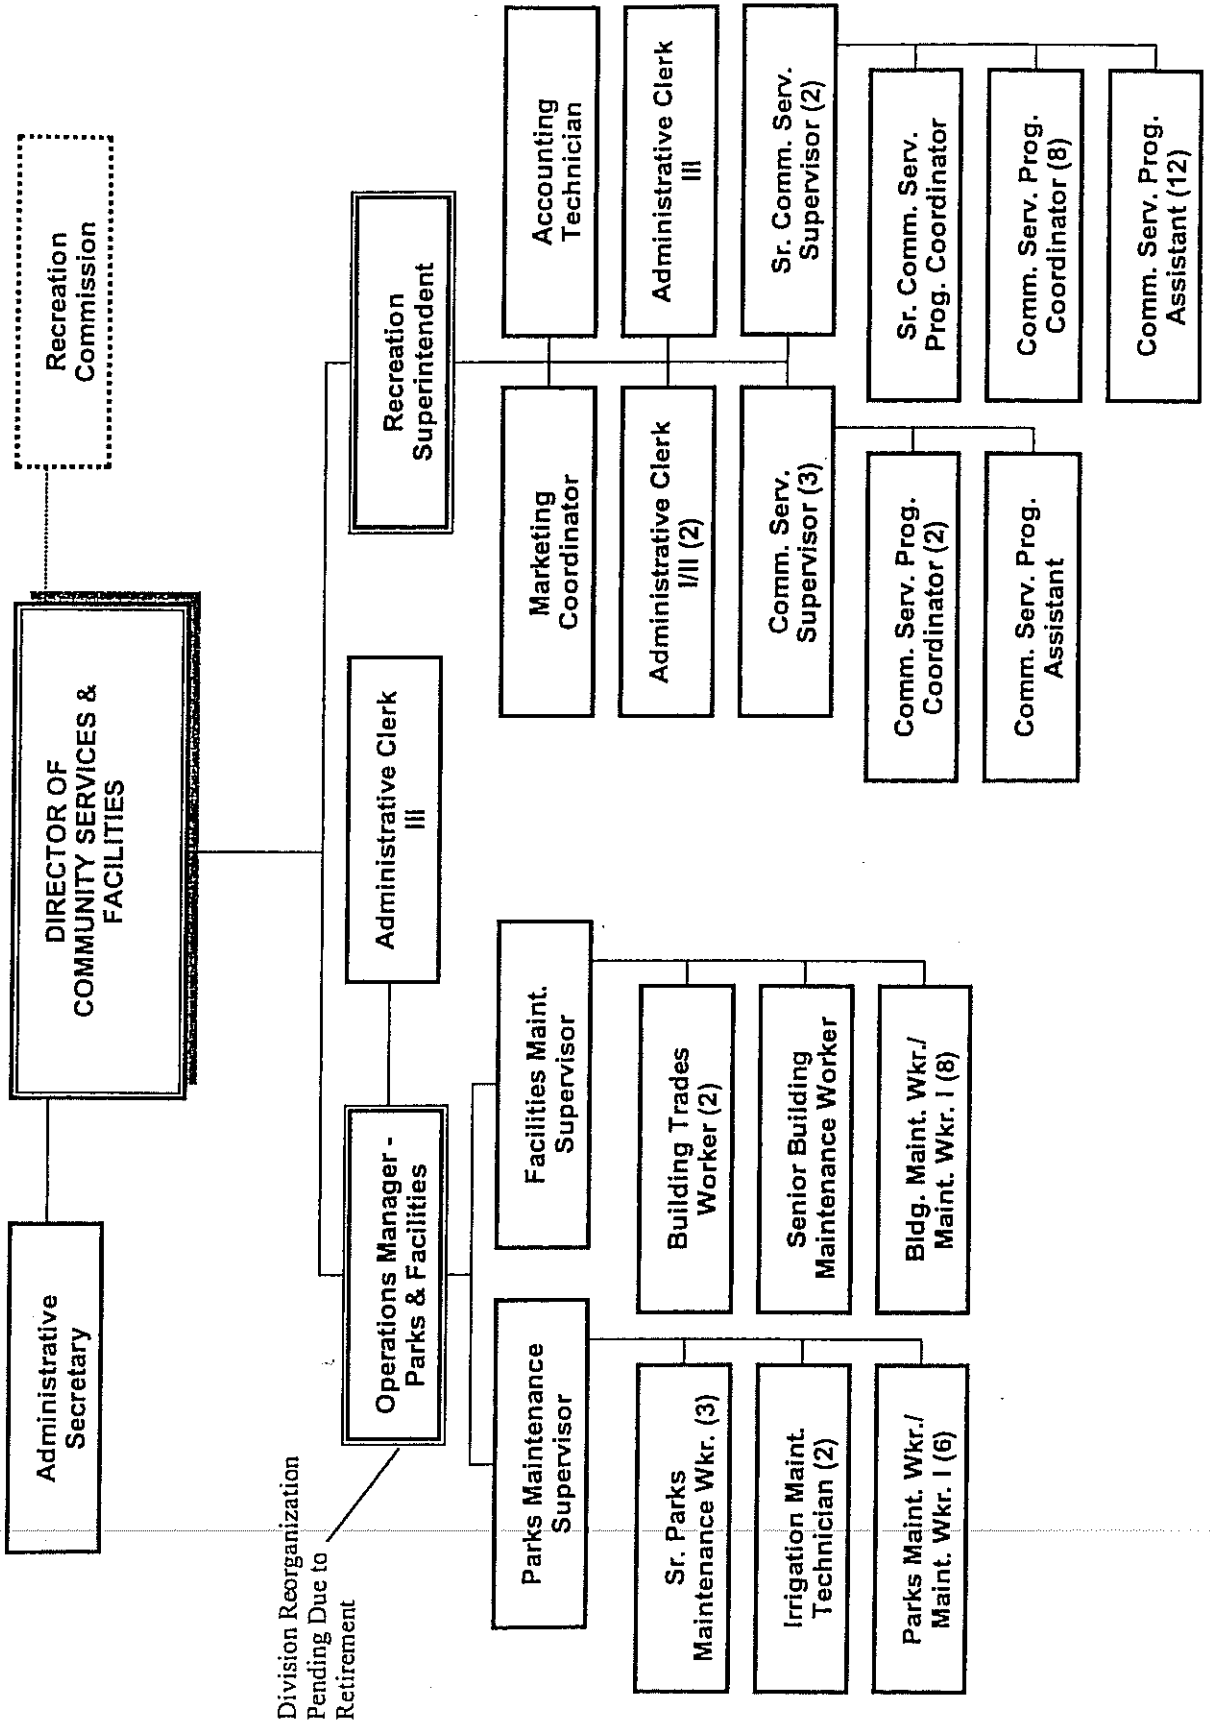 Administrative
Secretary
DIRECTOR OF
COMMUNITY SERVICES &
FACILITIES
Recreation
Commission
Division Reorganization
Pending Due to
Retirement
Operations Manager -
Parks & Facilities
Administrative Clerk
III
Recreation
Superintendent
Parks Maintenance
Supervisor
Sr. Parks
Maintenance Wkr. (3)
Irrigation Maint.
Technician (2)
Parks Maint. Wkr./
Maint. Wkr. I (6)
Facilities Maint.
Supervisor
Building Trades
Worker (2)
Senior Building
Maintenance Worker
Bldg. Maint. Wkr./
Maint. Wkr. I (8)
Marketing
Coordinator
Accounting
Technician
Administrative Clerk
I/II (2)
Administrative Clerk
III
Comm. Serv.
Supervisor (3)
Sr. Comm. Serv.
Supervisor (2)
Comm. Serv. Prog.
Coordinator (2)
Comm. Serv. Prog.
Assistant
Sr. Comm. Serv.
Prog. Coordinator
Comm. Serv. Prog.
Coordinator (8)
Comm. Serv. Prog.
Assistant (12)